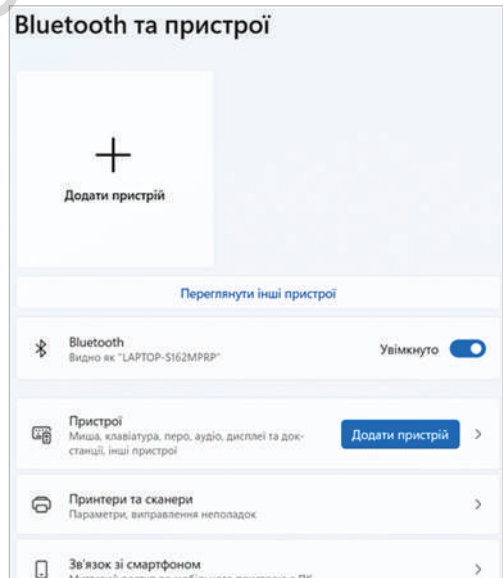 Bluetooth та пристрої
Додати пристрій
Переглянути інші пристрої
Bluetooth
Видно як "LAPTOP-S162MPRP"
Увімкнуто
Пристрої
Миша, клавіатура, перо, аудіо, дисплеї та док-
станції, інші пристрої
Додати пристрій
Принтери та сканери
Параметри, виправлення неполадок
Зв'язок зі смартфоном